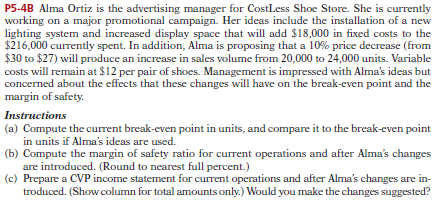 P5-4B Alma Ortiz is the advertising manager for CostLess Shoe Store. She is currently
working on a major promotional campaign. Her ideas include the installation of a new
lighting system and increased display space that will add $18,000 in fixed costs to the
$216,000 currently spent. In addition, Alma is proposing that a 10% price decrease (from
$30 to $27) will produce an increase in sales volume from 20,000 to 24,000 units. Variable
costs will remain at $12 per pair of shoes. Management is impressed with Alma's ideas but
concerned about the effects that these changes will have on the break-even point and the
margin of safety.
Instructions
(a) Compute the current break-even point in units, and compare it to the break-even point
in units if Alma's ideas are used.
(b) Compute the margin of safety ratio for current operations and after Alma's changes
are introduced. (Round to nearest full percent.)
(c) Prepare a CVP income statement for current operations and after Alma's changes are in-
troduced. (Show column for total amounts only.) Would you make the changes suggested?